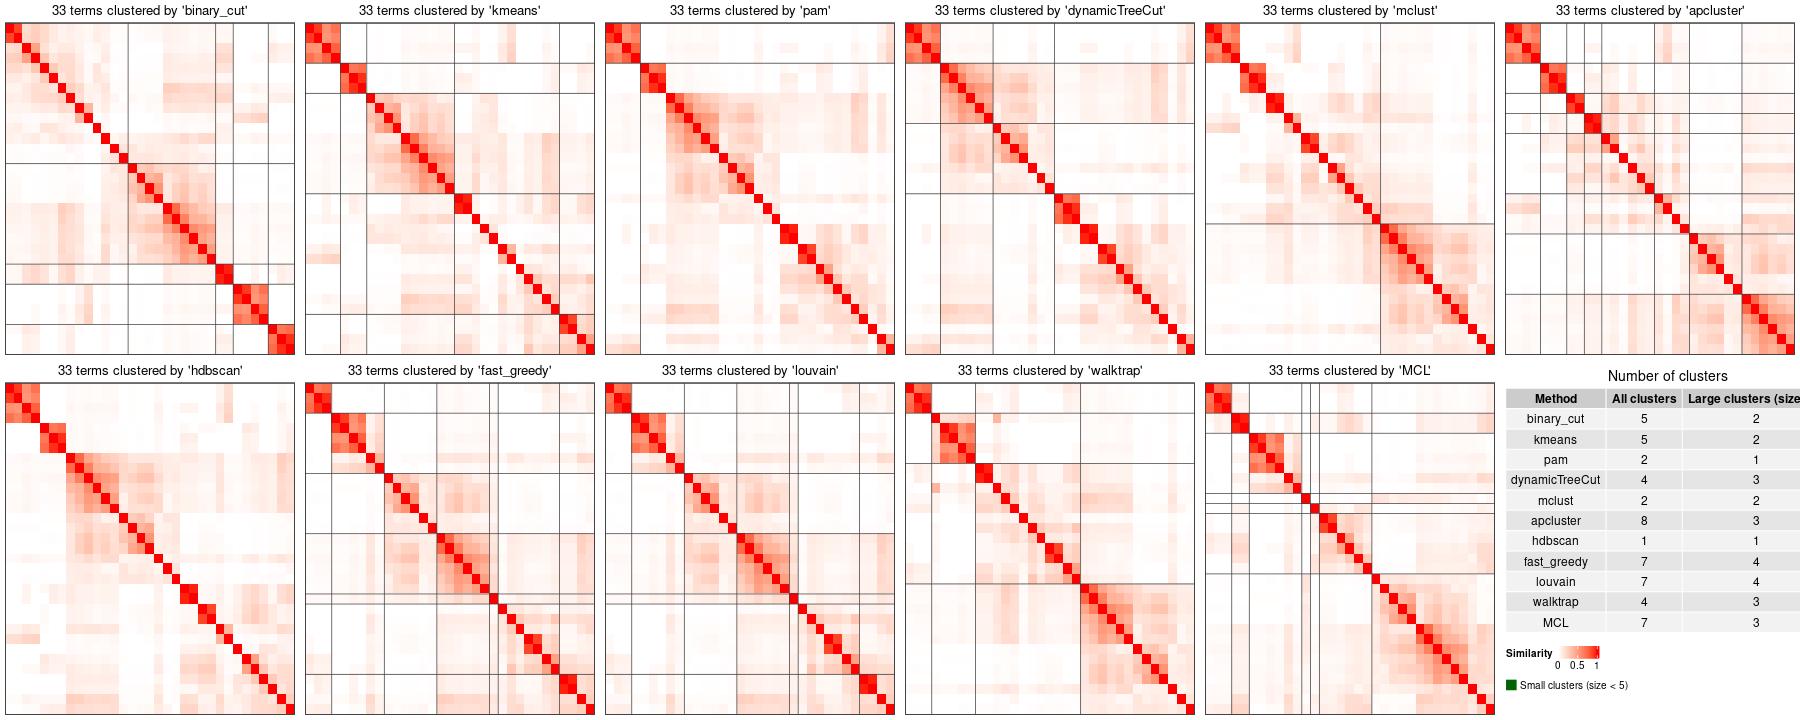 33 terms clustered by 'binary_cut'
33 terms clustered by 'kmeans'
33 terms clustered by 'pam'
33 terms clustered by 'dynamicTreeCut'
33 terms clustered by 'mclust'
33 terms clustered by 'apcluster'
33 terms clustered by 'hdbscan'
33 terms clustered by 'fast_greedy'
33 terms clustered by 'louvain'
33 terms clustered by 'walktrap'
33 terms clustered by 'MCL'
Number of clusters
Method All clusters Large clusters (size
binary_cut 5 2
kmeans 5 2
pam 2 1
dynamicTreeCut 4 3
mclust 2 2
apcluster 8 3
hdbscan 1 1
fast_greedy 7 4
louvain 7 4
walktrap 4 3
MCL 7 3
Similarity
0 0.5 1
Small clusters (size < 5)